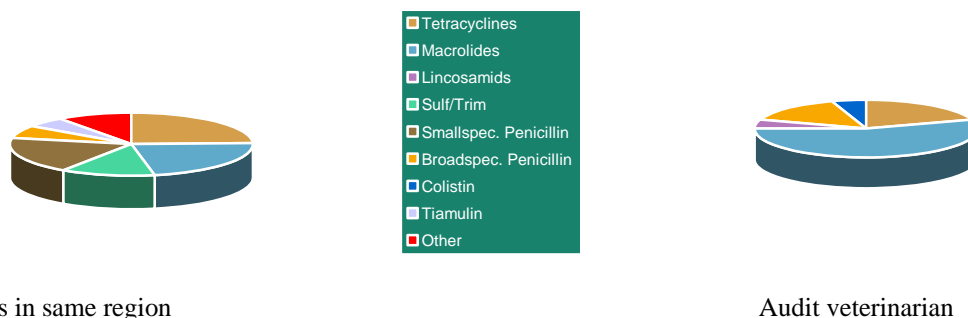 Tetracyclines
Macrolides
Lincosamids
Sulf/Trim
Smallspec. Penicillin
Broadspec. Penicillin
Colistin
Tiamulin
Other
in same region
Audit veterinarian